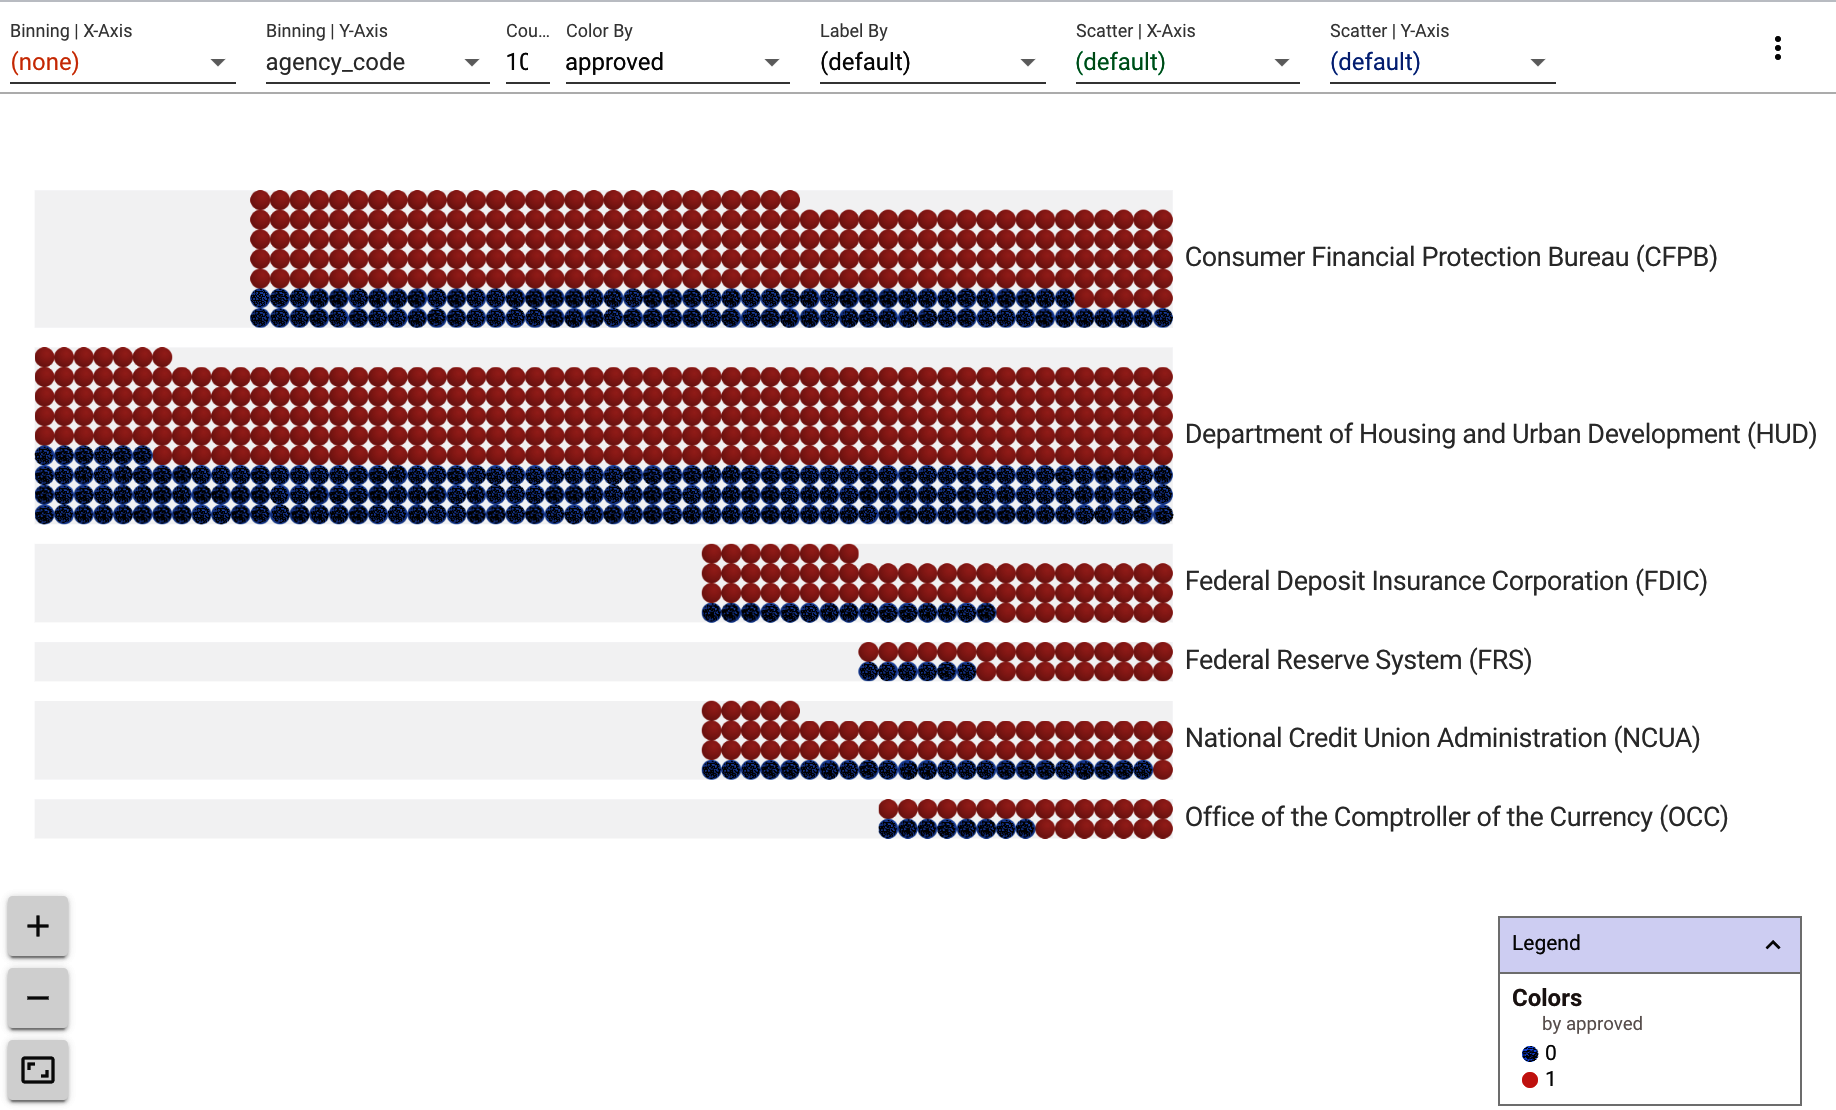 Binning | X-Axis Binning | Y-Axis Cou... Color By Label By Scatter | X-Axis Scatter | Y-Axis
(none) agency_code 10 approved (default) (default) (default)
Consumer Financial Protection Bureau (CFPB)
Department of Housing and Urban Development (HUD)
Federal Deposit Insurance Corporation (FDIC)
Federal Reserve System (FRS)
National Credit Union Administration (NCUA)
Office of the Comptroller of the Currency (OCC)
Legend
Colors
by approved
0
1